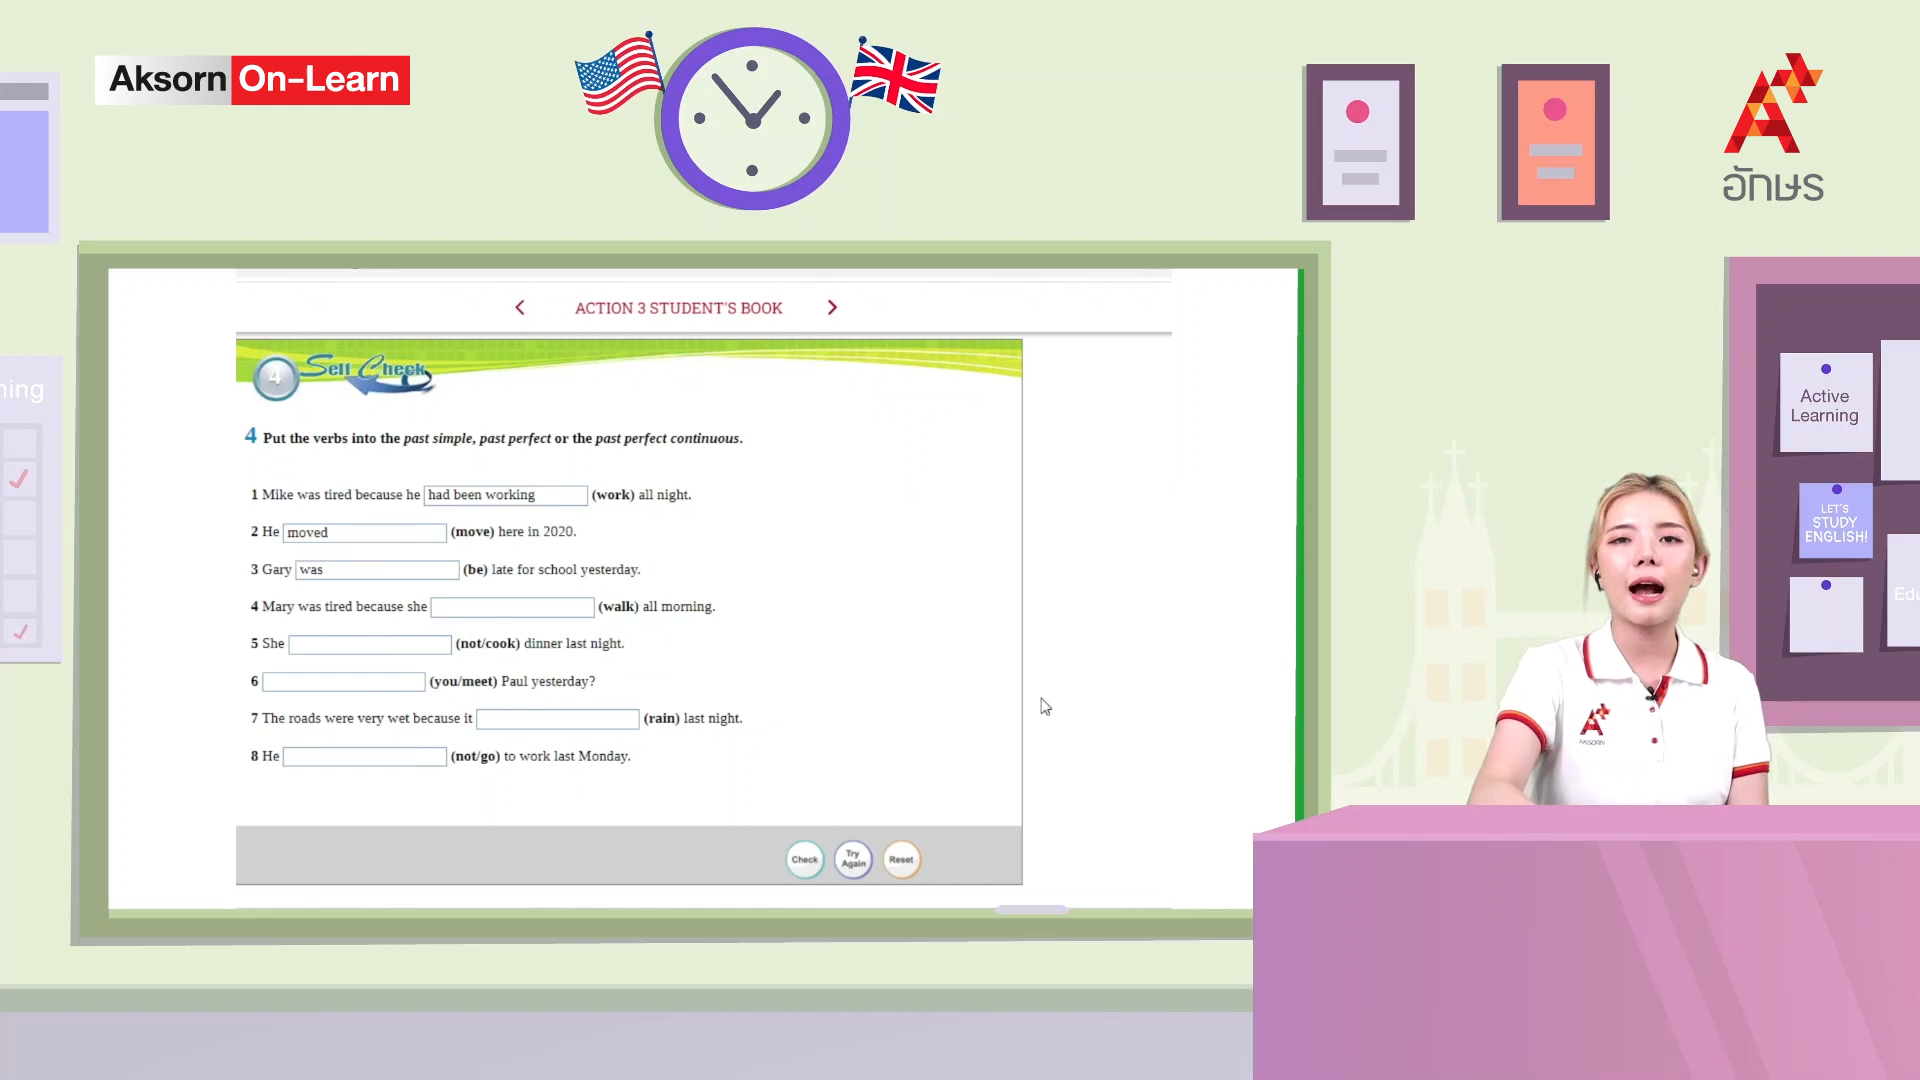 Aksorn On-Learn
อักษร
ning
ACTION 3 STUDENT'S BOOK
4 Self Check
4 Put the verbs into the past simple, past perfect or the past perfect continuous.
1 Mike was tired because he had been working (work) all night.
2 He moved (move) here in 2020.
3 Gary was (be) late for school yesterday.
4 Mary was tired because she (walk) all morning.
5 She (not/cook) dinner last night.
6 (you/meet) Paul yesterday?
7 The roads were very wet because it (rain) last night.
8 He (not/go) to work last Monday.
Check
Try
Again
Reset
Active
Learning
LET'S
STUDY
ENGLISH!
Edu
AKSORN